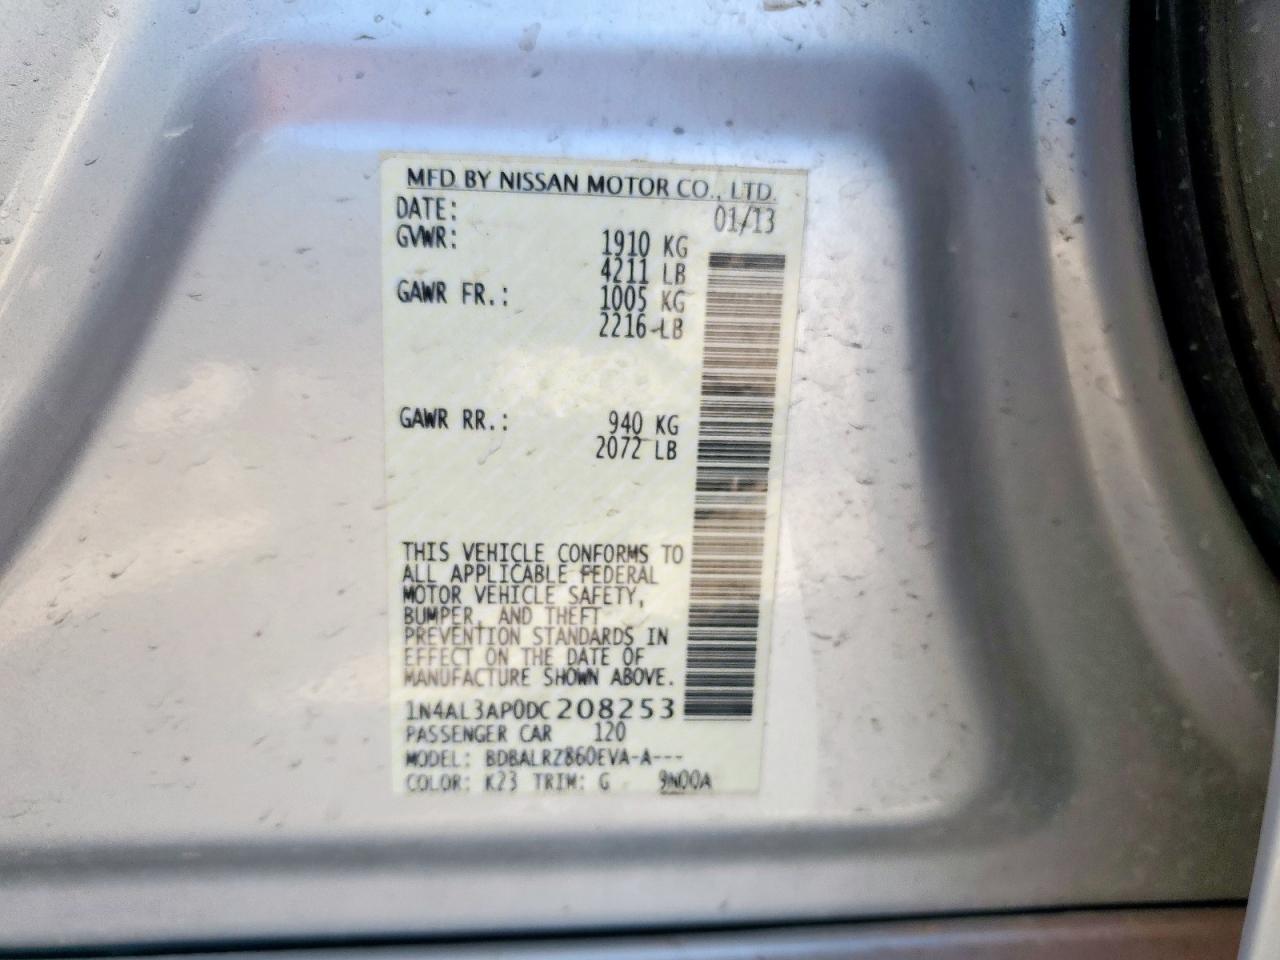 MFD BY NISSAN MOTOR CO., LTD.
DATE: 01/13
GVWR: 1910 KG
4211 LB
GAWR FR.: 1005 KG
2216 LB
GAWR RR.: 940 KG
2072 LB
THIS VEHICLE CONFORMS TO
ALL APPLICABLE FEDERAL
MOTOR VEHICLE SAFETY,
BUMPER, AND THEFT
PREVENTION STANDARDS IN
EFFECT ON THE DATE OF
MANUFACTURE SHOWN ABOVE.
1N4AL3AP0DC208253
PASSENGER CAR 120
MODEL: BDBALRZ860EVA-A---
COLOR: K23 TRIM: G 9N00A